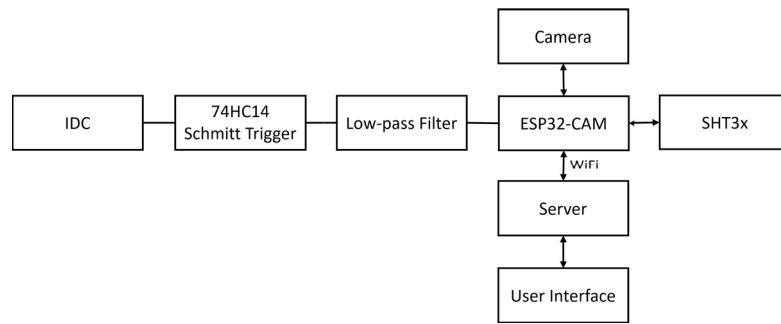 Camera
IDC
74HC14
Schmitt Trigger
Low-pass Filter
ESP32-CAM
SHT3x
WiFi
Server
User Interface